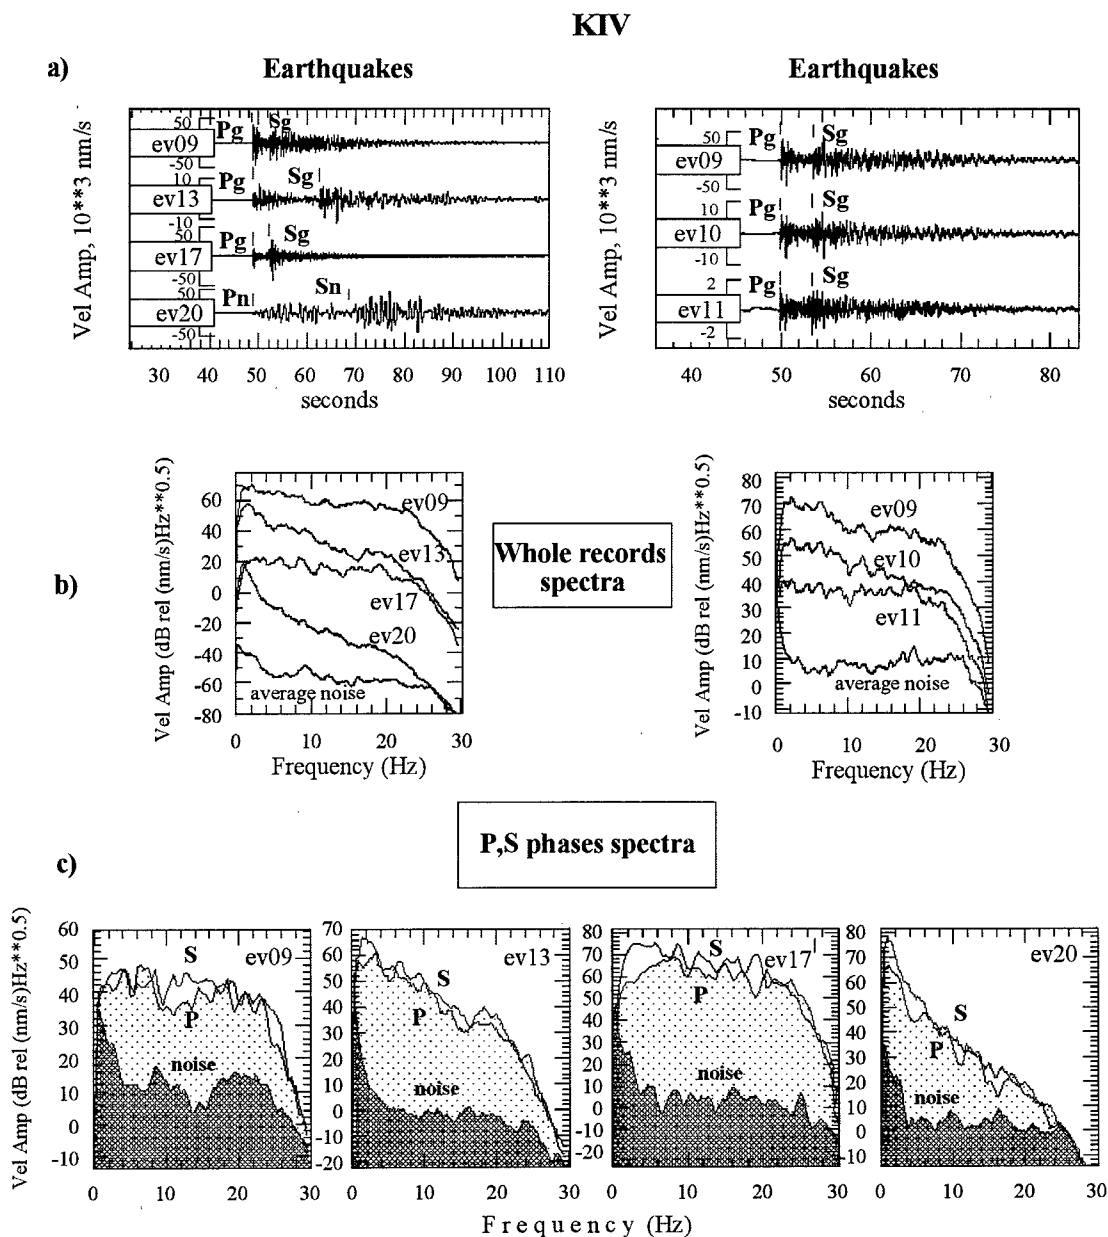 KIV
a)
Earthquakes
Earthquakes
Vel Amp, 10**3 nm/s
50
Pg
Sg
ev09
-50
10
Pg
Sg
ev13
-10
50
Pg
Sg
ev17
-50
50
Pn
Sn
ev20
-50
30 40 50 60 70 80 90 100 110
seconds
Vel Amp, 10**3 nm/s
50
Pg
Sg
ev09
-50
10
Pg
Sg
ev10
-10
2
Pg
Sg
ev11
-2
40 50 60 70 80
seconds
b)
Vel Amp (dB rel (nm/s)Hz**0.5)
60
40
20
0
-20
-40
-60
-80
ev09
ev13
ev17
ev20
average noise
0 10 20 30
Frequency (Hz)
Whole records
spectra
Vel Amp (dB rel (nm/s)Hz**0.5)
80
70
60
50
40
30
20
10
0
-10
ev09
ev10
ev11
average noise
0 10 20 30
Frequency (Hz)
P,S phases spectra
c)
Vel Amp (dB rel (nm/s)Hz**0.5)
60
50
40
30
20
10
0
-10
S
ev09
P
noise
0 10 20 30
70
60
50
40
30
20
10
0
-10
-20
ev13
S
P
noise
0 10 20 30
80
70
60
50
40
30
20
10
0
-10
-20
S
ev17
P
noise
0 10 20 30
80
70
60
50
40
30
20
10
0
-10
ev20
S
P
noise
0 10 20 30
Frequency (Hz)